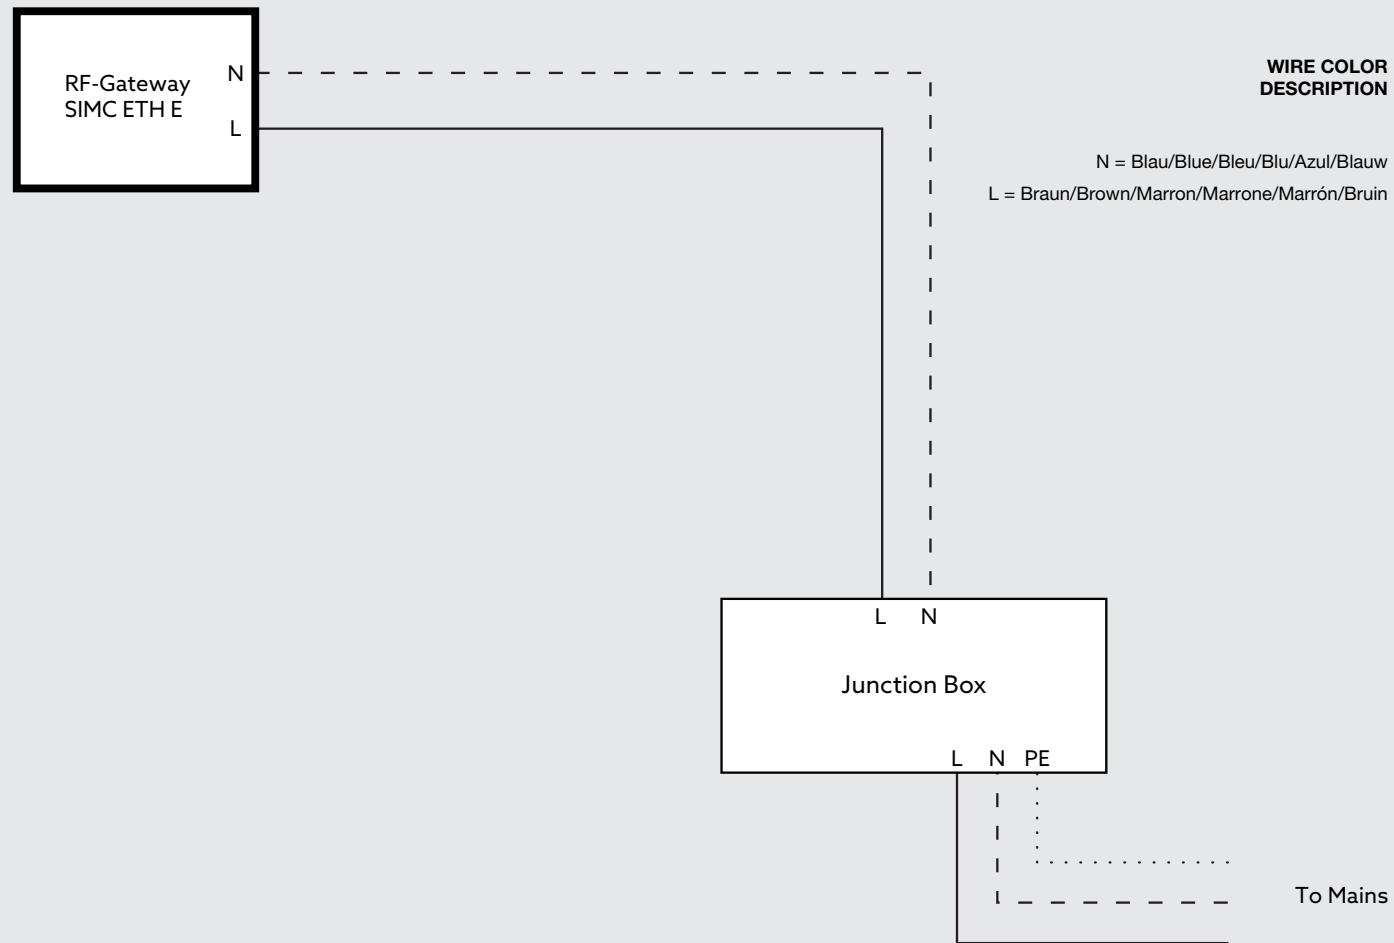 RF-Gateway
SIMC ETH E
N
L
WIRE COLOR
DESCRIPTION
N = Blau/Blue/Bleu/Blu/Azul/Blauw
L = Braun/Brown/Marron/Marrone/Marrón/Bruin
L N
Junction Box
L N PE
To Mains